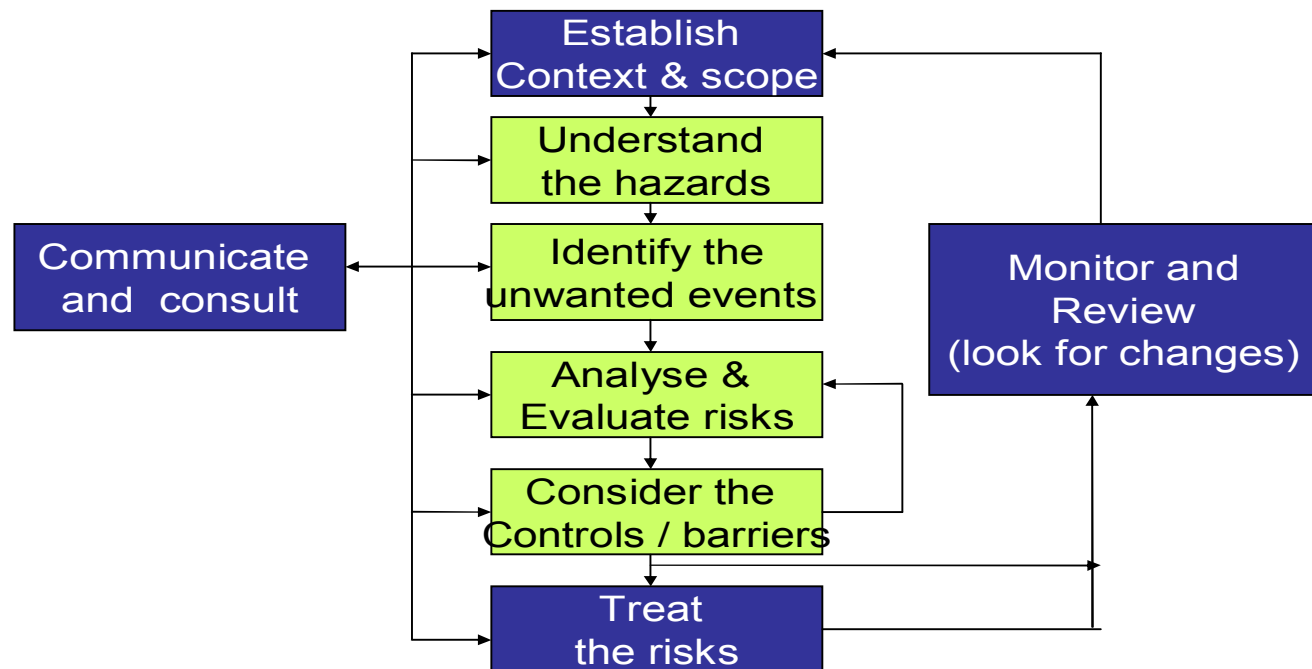 Establish
Context & scope
Understand
the hazards
Communicate
and consult
Identify the
unwanted events
Monitor and
Review
(look for changes)
Analyse &
Evaluate risks
Consider the
Controls / barriers
Treat
the risks